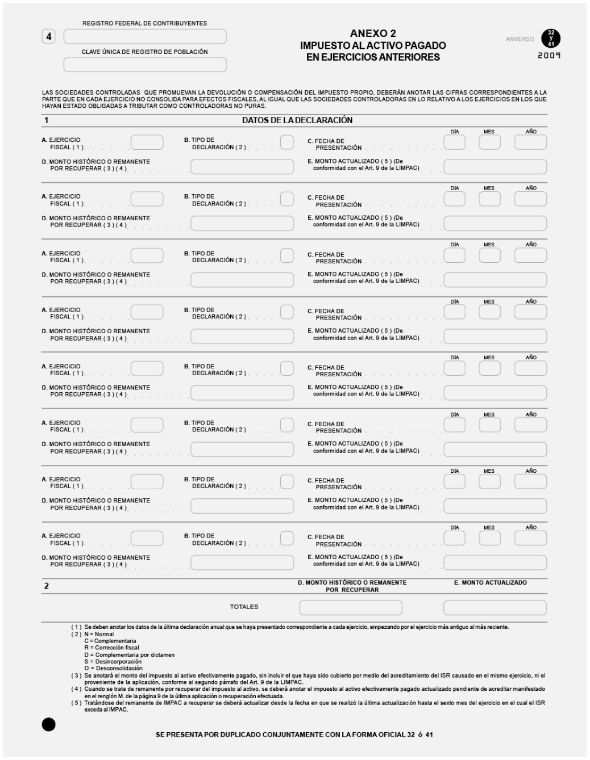 REGISTRO FEDERAL DE CONTRIBUYENTES
4
CLAVE ÚNICA DE REGISTRO DE POBLACIÓN
ANEXO 2
IMPUESTO AL ACTIVO PAGADO
EN EJERCICIOS ANTERIORES
ANVERSO
32
y
41
2009
LAS SOCIEDADES CONTROLADAS QUE PROMUEVAN LA DEVOLUCIÓN O COMPENSACIÓN DEL IMPUESTO PROPIO, DEBERÁN ANOTAR LAS CIFRAS CORRESPONDIENTES A LA
PARTE QUE EN CADA EJERCICIO NO CONSOLIDA PARA EFECTOS FISCALES, AL IGUAL QUE LAS SOCIEDADES CONTROLADORAS EN LO RELATIVO A LOS EJERCICIOS EN LOS QUE
HAYAN ESTADO OBLIGADAS A TRIBUTAR COMO CONTROLADORAS NO PURAS.
1 DATOS DE LA DECLARACIÓN
DÍA MES AÑO
A. EJERCICIO B. TIPO DE C. FECHA DE
FISCAL ( 1 ) DECLARACIÓN ( 2 ) PRESENTACIÓN
D. MONTO HISTÓRICO O REMANENTE E. MONTO ACTUALIZADO ( 5 ) (De
POR RECUPERAR ( 3 ) ( 4 ) conformidad con el Art. 9 de la LIMPAC)
DÍA MES AÑO
A. EJERCICIO B. TIPO DE C. FECHA DE
FISCAL ( 1 ) DECLARACIÓN ( 2 ) PRESENTACIÓN
D. MONTO HISTÓRICO O REMANENTE E. MONTO ACTUALIZADO ( 5 ) (De
POR RECUPERAR ( 3 ) ( 4 ) conformidad con el Art. 9 de la LIMPAC)
DÍA MES AÑO
A. EJERCICIO B. TIPO DE C. FECHA DE
FISCAL ( 1 ) DECLARACIÓN ( 2 ) PRESENTACIÓN
D. MONTO HISTÓRICO O REMANENTE E. MONTO ACTUALIZADO ( 5 ) (De
POR RECUPERAR ( 3 ) ( 4 ) conformidad con el Art. 9 de la LIMPAC)
DÍA MES AÑO
A. EJERCICIO B. TIPO DE C. FECHA DE
FISCAL ( 1 ) DECLARACIÓN ( 2 ) PRESENTACIÓN
D. MONTO HISTÓRICO O REMANENTE E. MONTO ACTUALIZADO ( 5 ) (De
POR RECUPERAR ( 3 ) ( 4 ) conformidad con el Art. 9 de la LIMPAC)
DÍA MES AÑO
A. EJERCICIO B. TIPO DE C. FECHA DE
FISCAL ( 1 ) DECLARACIÓN ( 2 ) PRESENTACIÓN
D. MONTO HISTÓRICO O REMANENTE E. MONTO ACTUALIZADO ( 5 ) (De
POR RECUPERAR ( 3 ) ( 4 ) conformidad con el Art. 9 de la LIMPAC)
DÍA MES AÑO
A. EJERCICIO B. TIPO DE C. FECHA DE
FISCAL ( 1 ) DECLARACIÓN ( 2 ) PRESENTACIÓN
D. MONTO HISTÓRICO O REMANENTE E. MONTO ACTUALIZADO ( 5 ) (De
POR RECUPERAR ( 3 ) ( 4 ) conformidad con el Art. 9 de la LIMPAC)
DÍA MES AÑO
A. EJERCICIO B. TIPO DE C. FECHA DE
FISCAL ( 1 ) DECLARACIÓN ( 2 ) PRESENTACIÓN
D. MONTO HISTÓRICO O REMANENTE E. MONTO ACTUALIZADO ( 5 ) (De
POR RECUPERAR ( 3 ) ( 4 ) conformidad con el Art. 9 de la LIMPAC)
DÍA MES AÑO
A. EJERCICIO B. TIPO DE C. FECHA DE
FISCAL ( 1 ) DECLARACIÓN ( 2 ) PRESENTACIÓN
D. MONTO HISTÓRICO O REMANENTE E. MONTO ACTUALIZADO ( 5 ) (De
POR RECUPERAR ( 3 ) ( 4 ) conformidad con el Art. 9 de la LIMPAC)
2 D. MONTO HISTÓRICO O REMANENTE E. MONTO ACTUALIZADO
POR RECUPERAR
TOTALES
( 1 ) Se deben anotar los datos de la última declaración anual que se haya presentado correspondiente a cada ejercicio, empezando por el ejercicio más antiguo al más reciente.
( 2 ) N = Normal
C = Complementaria
R = Corrección fiscal
D = Complementaria por dictamen
S = Desincorporación
O = Desconsolidación
( 3 ) Se anotará el monto del impuesto al activo efectivamente pagado, sin incluir el que haya sido cubierto por medio del acreditamiento del ISR causado en el mismo ejercicio, ni el
proveniente de la aplicación, conforme al segundo párrafo del Art. 9 de la LIMPAC.
( 4 ) Cuando se trate de remanente por recuperar del impuesto al activo, se deberá anotar el impuesto al activo efectivamente pagado actualizado pendiente de acreditar manifestado
en el renglón M. de la página 9 de la última aplicación o recuperación efectuada.
( 5 ) Tratándose del remanente de IMPAC a recuperar se deberá actualizar desde la fecha en que se realizó la última actualización hasta el sexto mes del ejercicio en el cual el ISR
exceda al IMPAC.
SE PRESENTA POR DUPLICADO CONJUNTAMENTE CON LA FORMA OFICIAL 32 ó 41